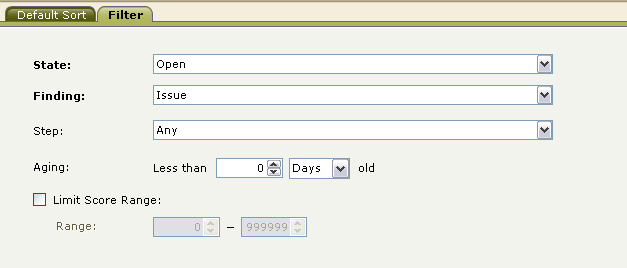 Default Sort Filter
State: Open
Finding: Issue
Step: Any
Aging: Less than 0 Days old
Limit Score Range:
Range: 0 – 999999